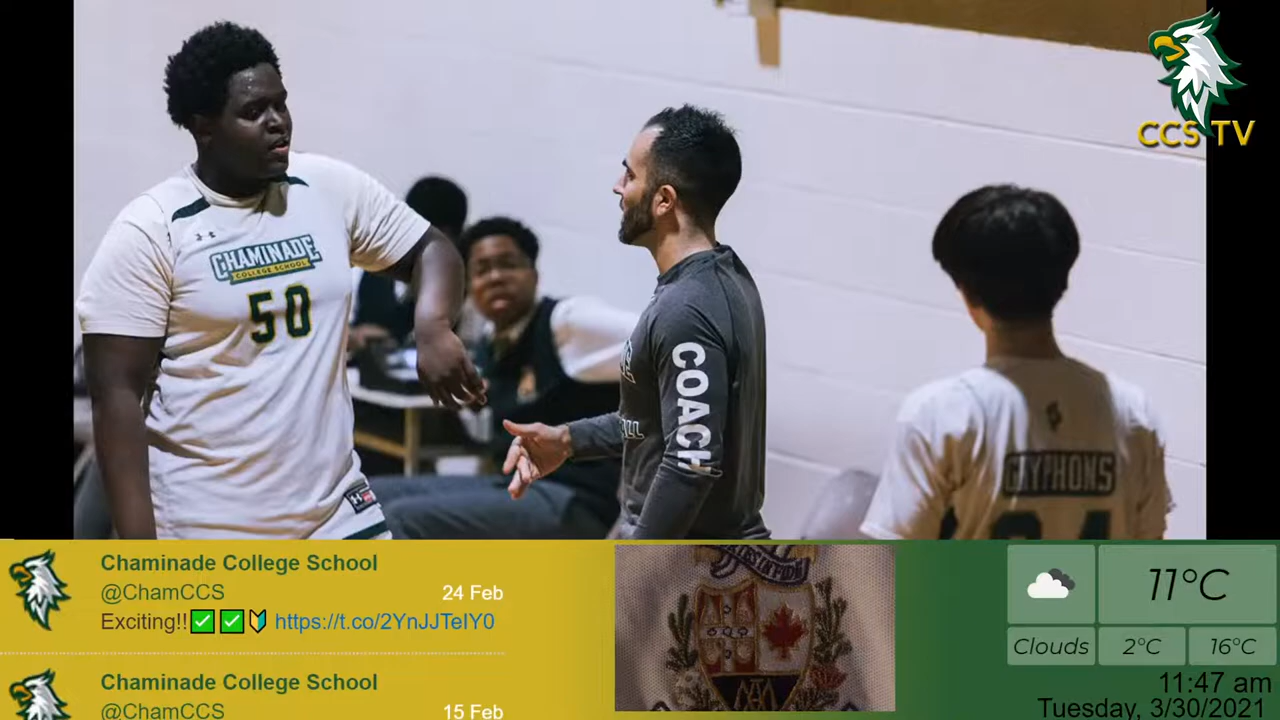 CCS TV
CHAMINADE
COLLEGE SCHOOL
50
COACH
GRYPHONS
Chaminade College School
@ChamCCS
24 Feb
Exciting!!✅✅🔰 https://t.co/2YnJJTeIY0
Chaminade College School
@ChamCCS
15 Feb
11°C
Clouds
2°C
16°C
11:47 am
Tuesday, 3/30/2021